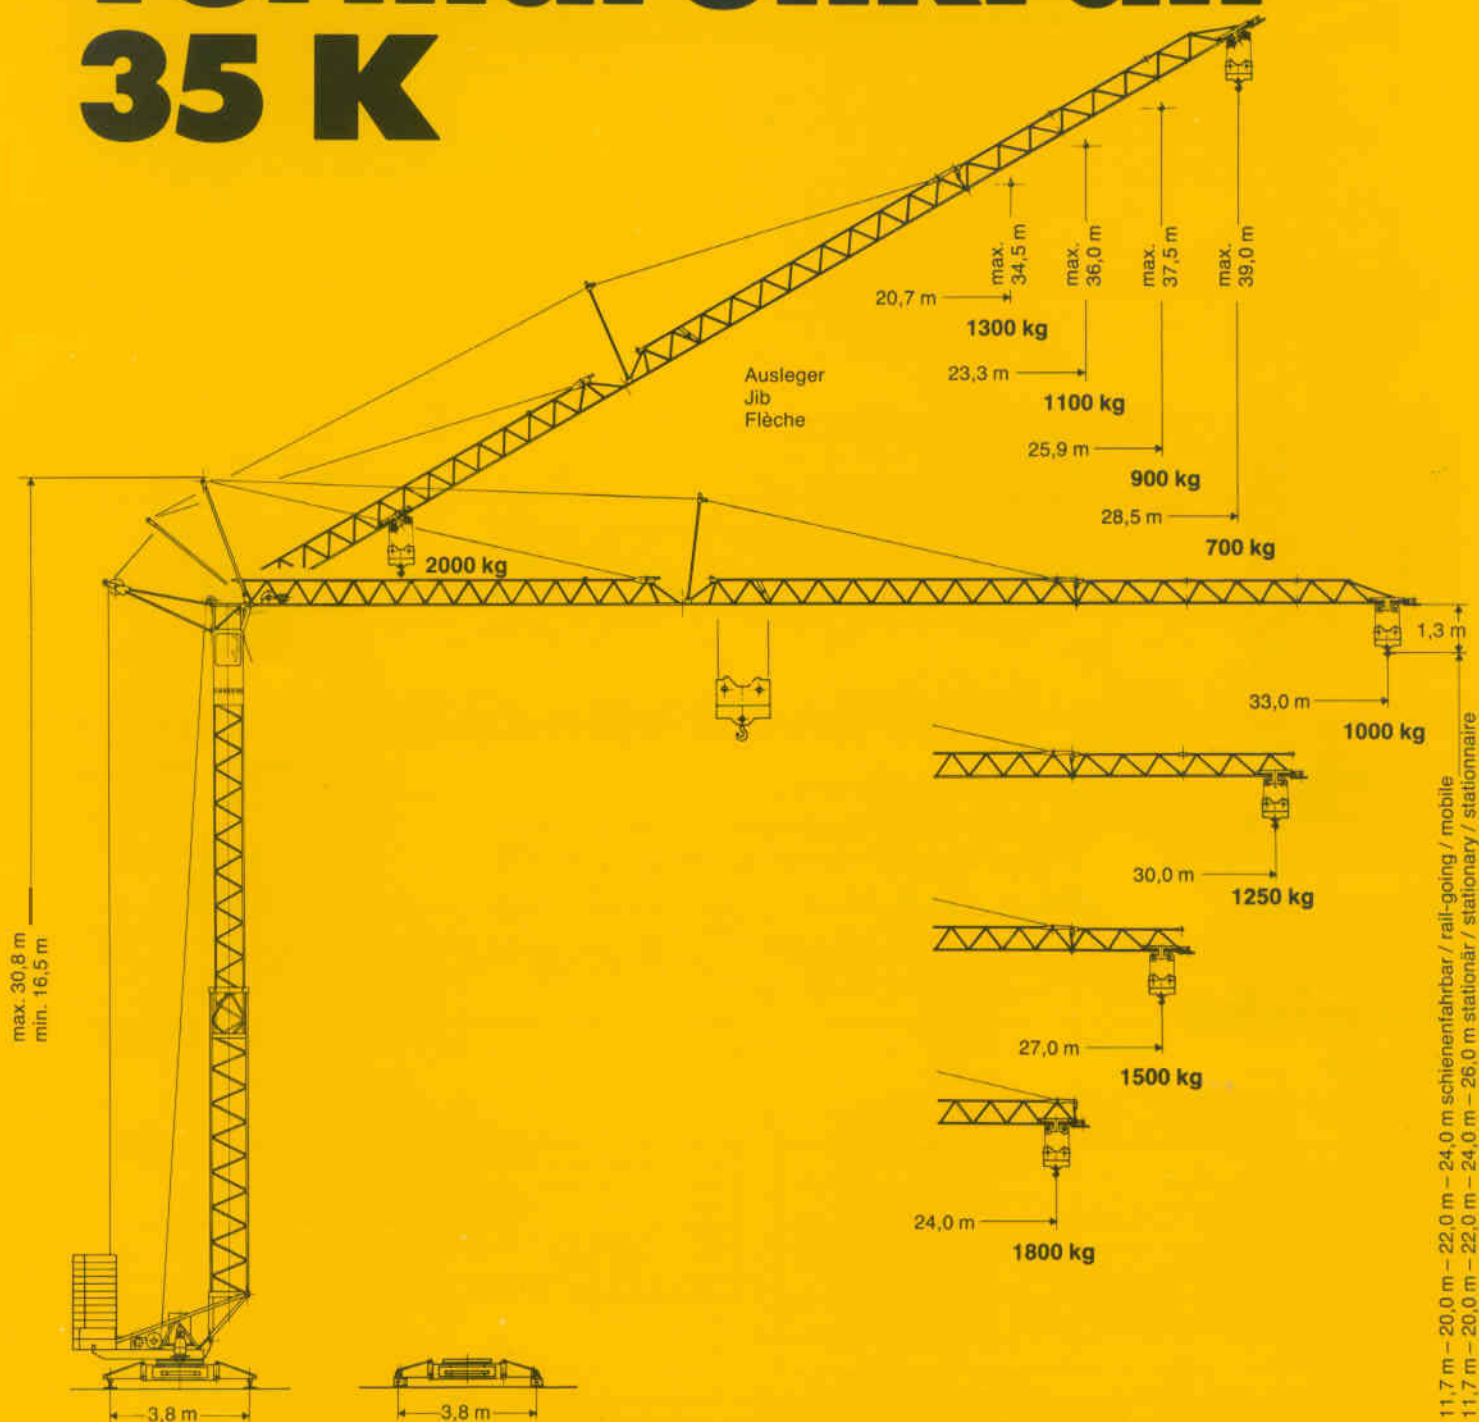 35 K
max.
34,5 m
max.
36,0 m
max.
37,5 m
max.
39,0 m
20,7 m
1300 kg
23,3 m
1100 kg
25,9 m
900 kg
28,5 m
700 kg
Ausleger
Jib
Flèche
2000 kg
1,3 m
33,0 m
1000 kg
30,0 m
1250 kg
27,0 m
1500 kg
24,0 m
1800 kg
max. 30,8 m
min. 16,5 m
3,8 m
3,8 m
11,7 m – 20,0 m – 22,0 m – 24,0 m schienenfahrbar / rail-going / mobile
11,7 m – 20,0 m – 22,0 m – 24,0 m – 26,0 m stationär / stationary / stationnaire